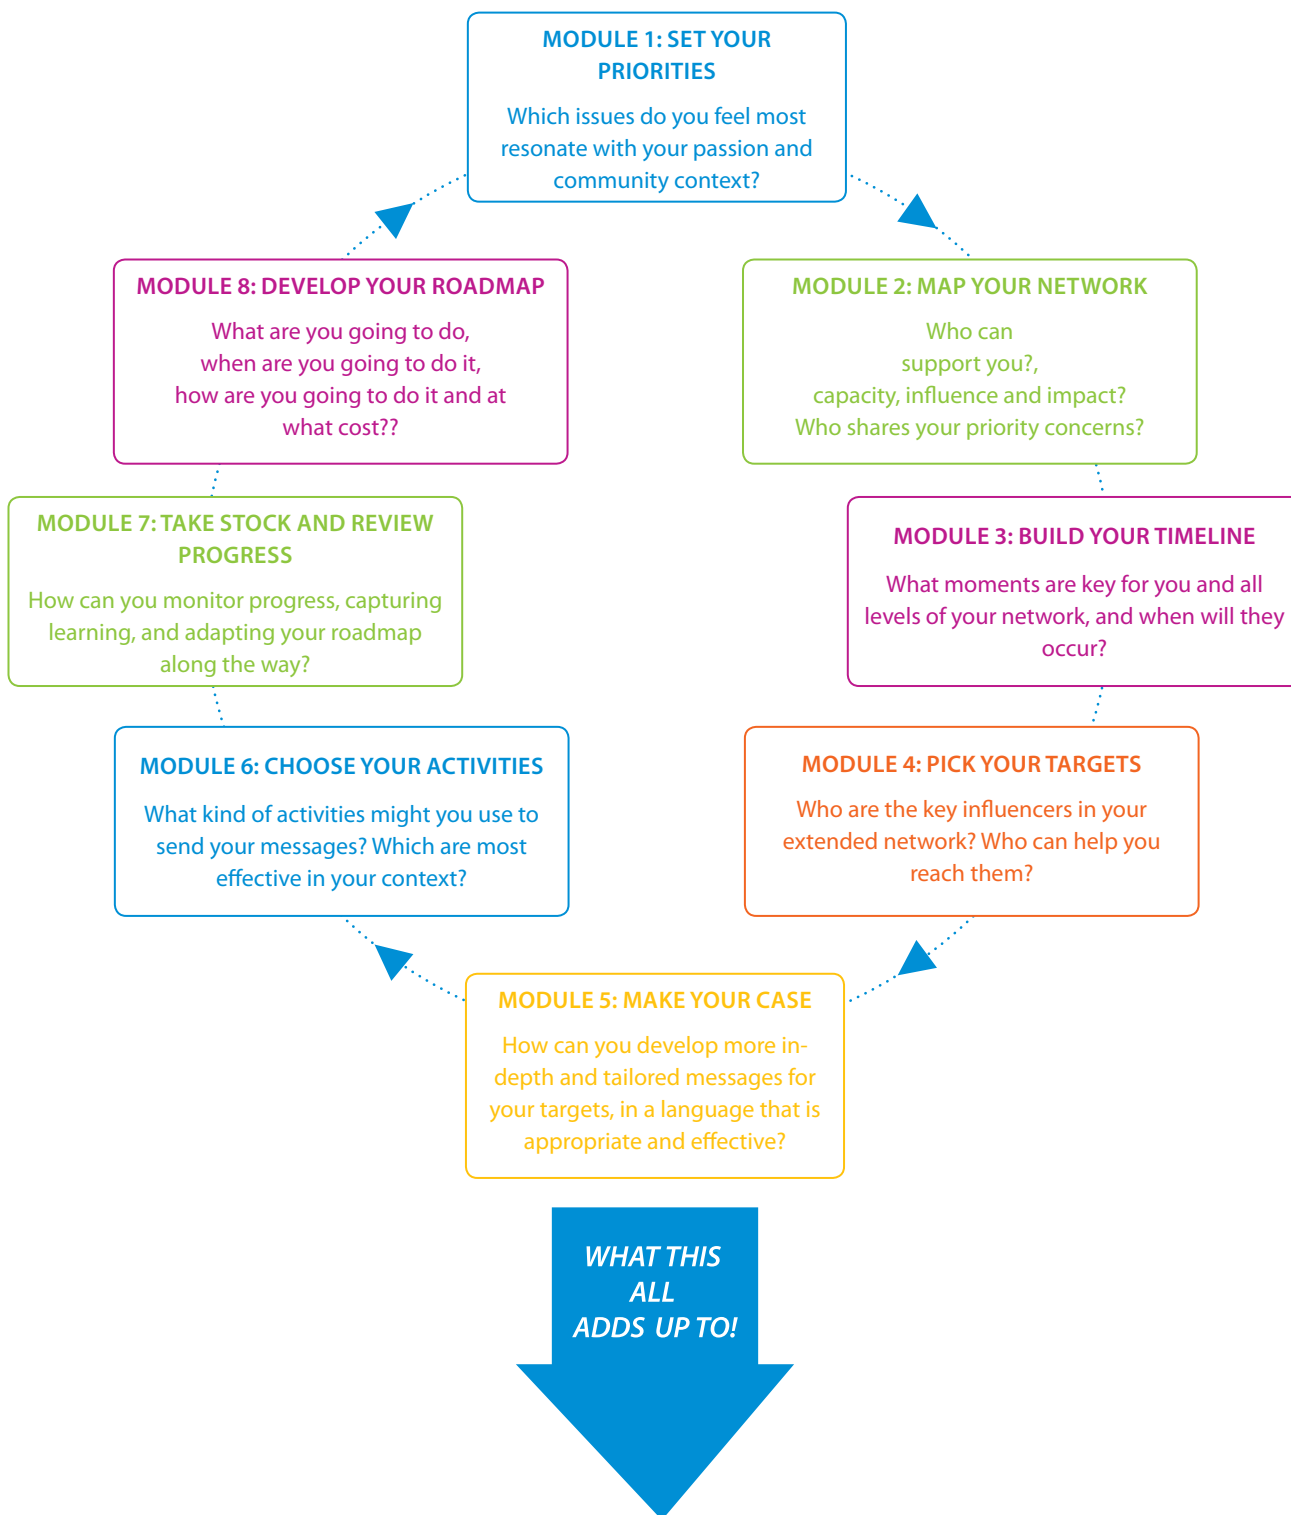 MODULE 1: SET YOUR
PRIORITIES
Which issues do you feel most
resonate with your passion and
community context?
MODULE 2: MAP YOUR NETWORK
Who can
support you?,
capacity, influence and impact?
Who shares your priority concerns?
MODULE 3: BUILD YOUR TIMELINE
What moments are key for you and all
levels of your network, and when will they
occur?
MODULE 4: PICK YOUR TARGETS
Who are the key influencers in your
extended network? Who can help you
reach them?
MODULE 5: MAKE YOUR CASE
How can you develop more in-
depth and tailored messages for
your targets, in a language that is
appropriate and effective?
MODULE 6: CHOOSE YOUR ACTIVITIES
What kind of activities might you use to
send your messages? Which are most
effective in your context?
MODULE 7: TAKE STOCK AND REVIEW
PROGRESS
How can you monitor progress, capturing
learning, and adapting your roadmap
along the way?
MODULE 8: DEVELOP YOUR ROADMAP
What are you going to do,
when are you going to do it,
how are you going to do it and at
what cost??
WHAT THIS
ALL
ADDS UP TO!